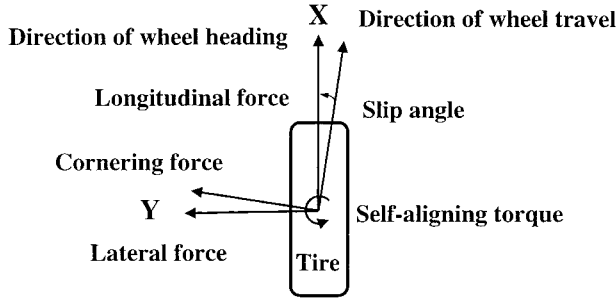 X
Direction of wheel travel
Direction of wheel heading
Longitudinal force
Slip angle
Cornering force
Y
Self-aligning torque
Lateral force
Tire